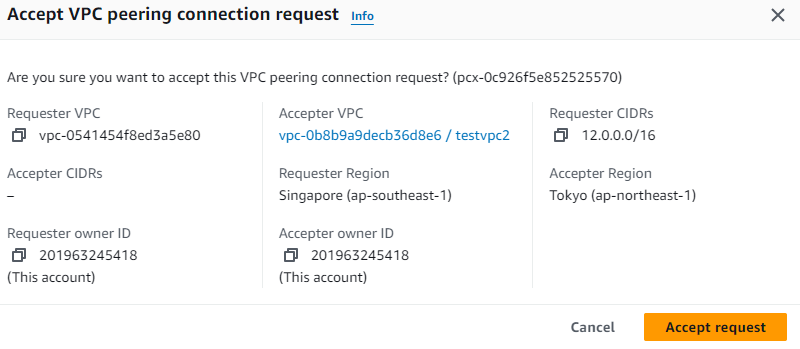 Accept VPC peering connection request Info
Are you sure you want to accept this VPC peering connection request? (pcx-0c926f5e852525570)
Requester VPC
vpc-0541454f8ed3a5e80
Accepter VPC
vpc-0b8b9a9decb36d8e6 / testvpc2
Requester CIDRs
12.0.0.0/16
Accepter CIDRs
–
Requester Region
Singapore (ap-southeast-1)
Accepter Region
Tokyo (ap-northeast-1)
Requester owner ID
201963245418
(This account)
Accepter owner ID
201963245418
(This account)
Cancel
Accept request